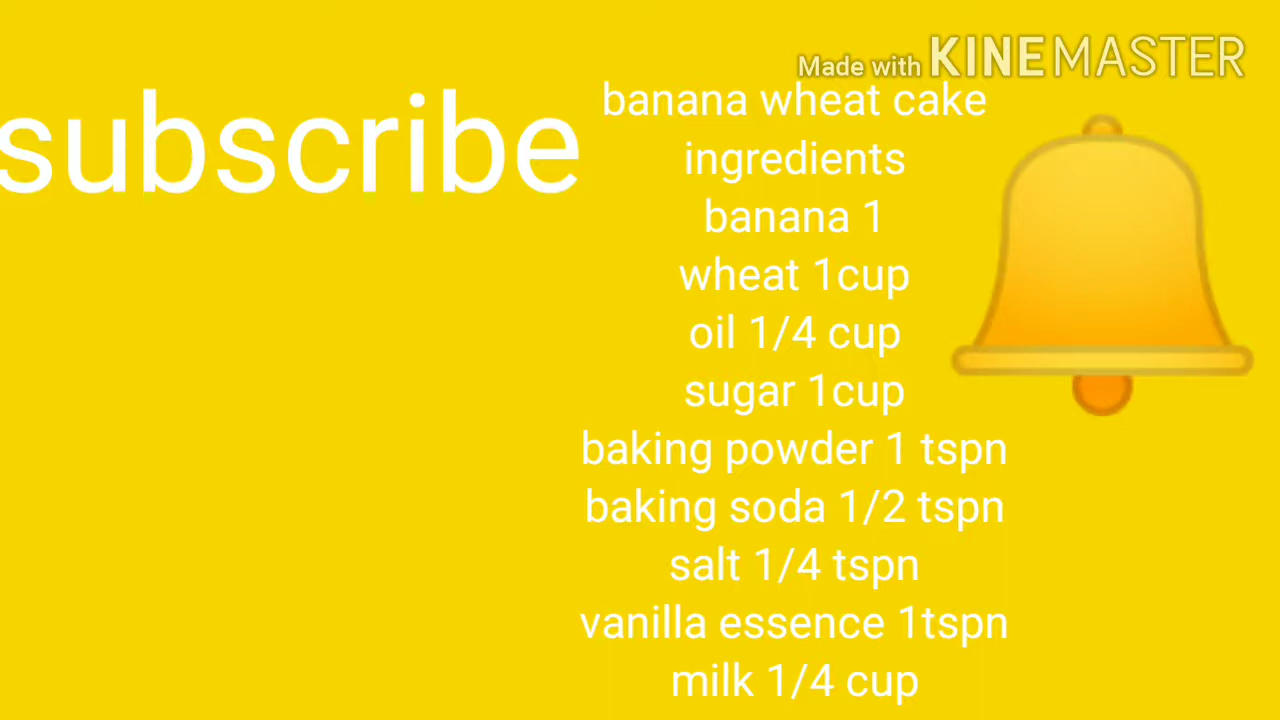 Made with KINEMASTER
subscribe
banana wheat cake
ingredients
banana 1
wheat 1cup
oil 1/4 cup
sugar 1cup
baking powder 1 tspn
baking soda 1/2 tspn
salt 1/4 tspn
vanilla essence 1tspn
milk 1/4 cup